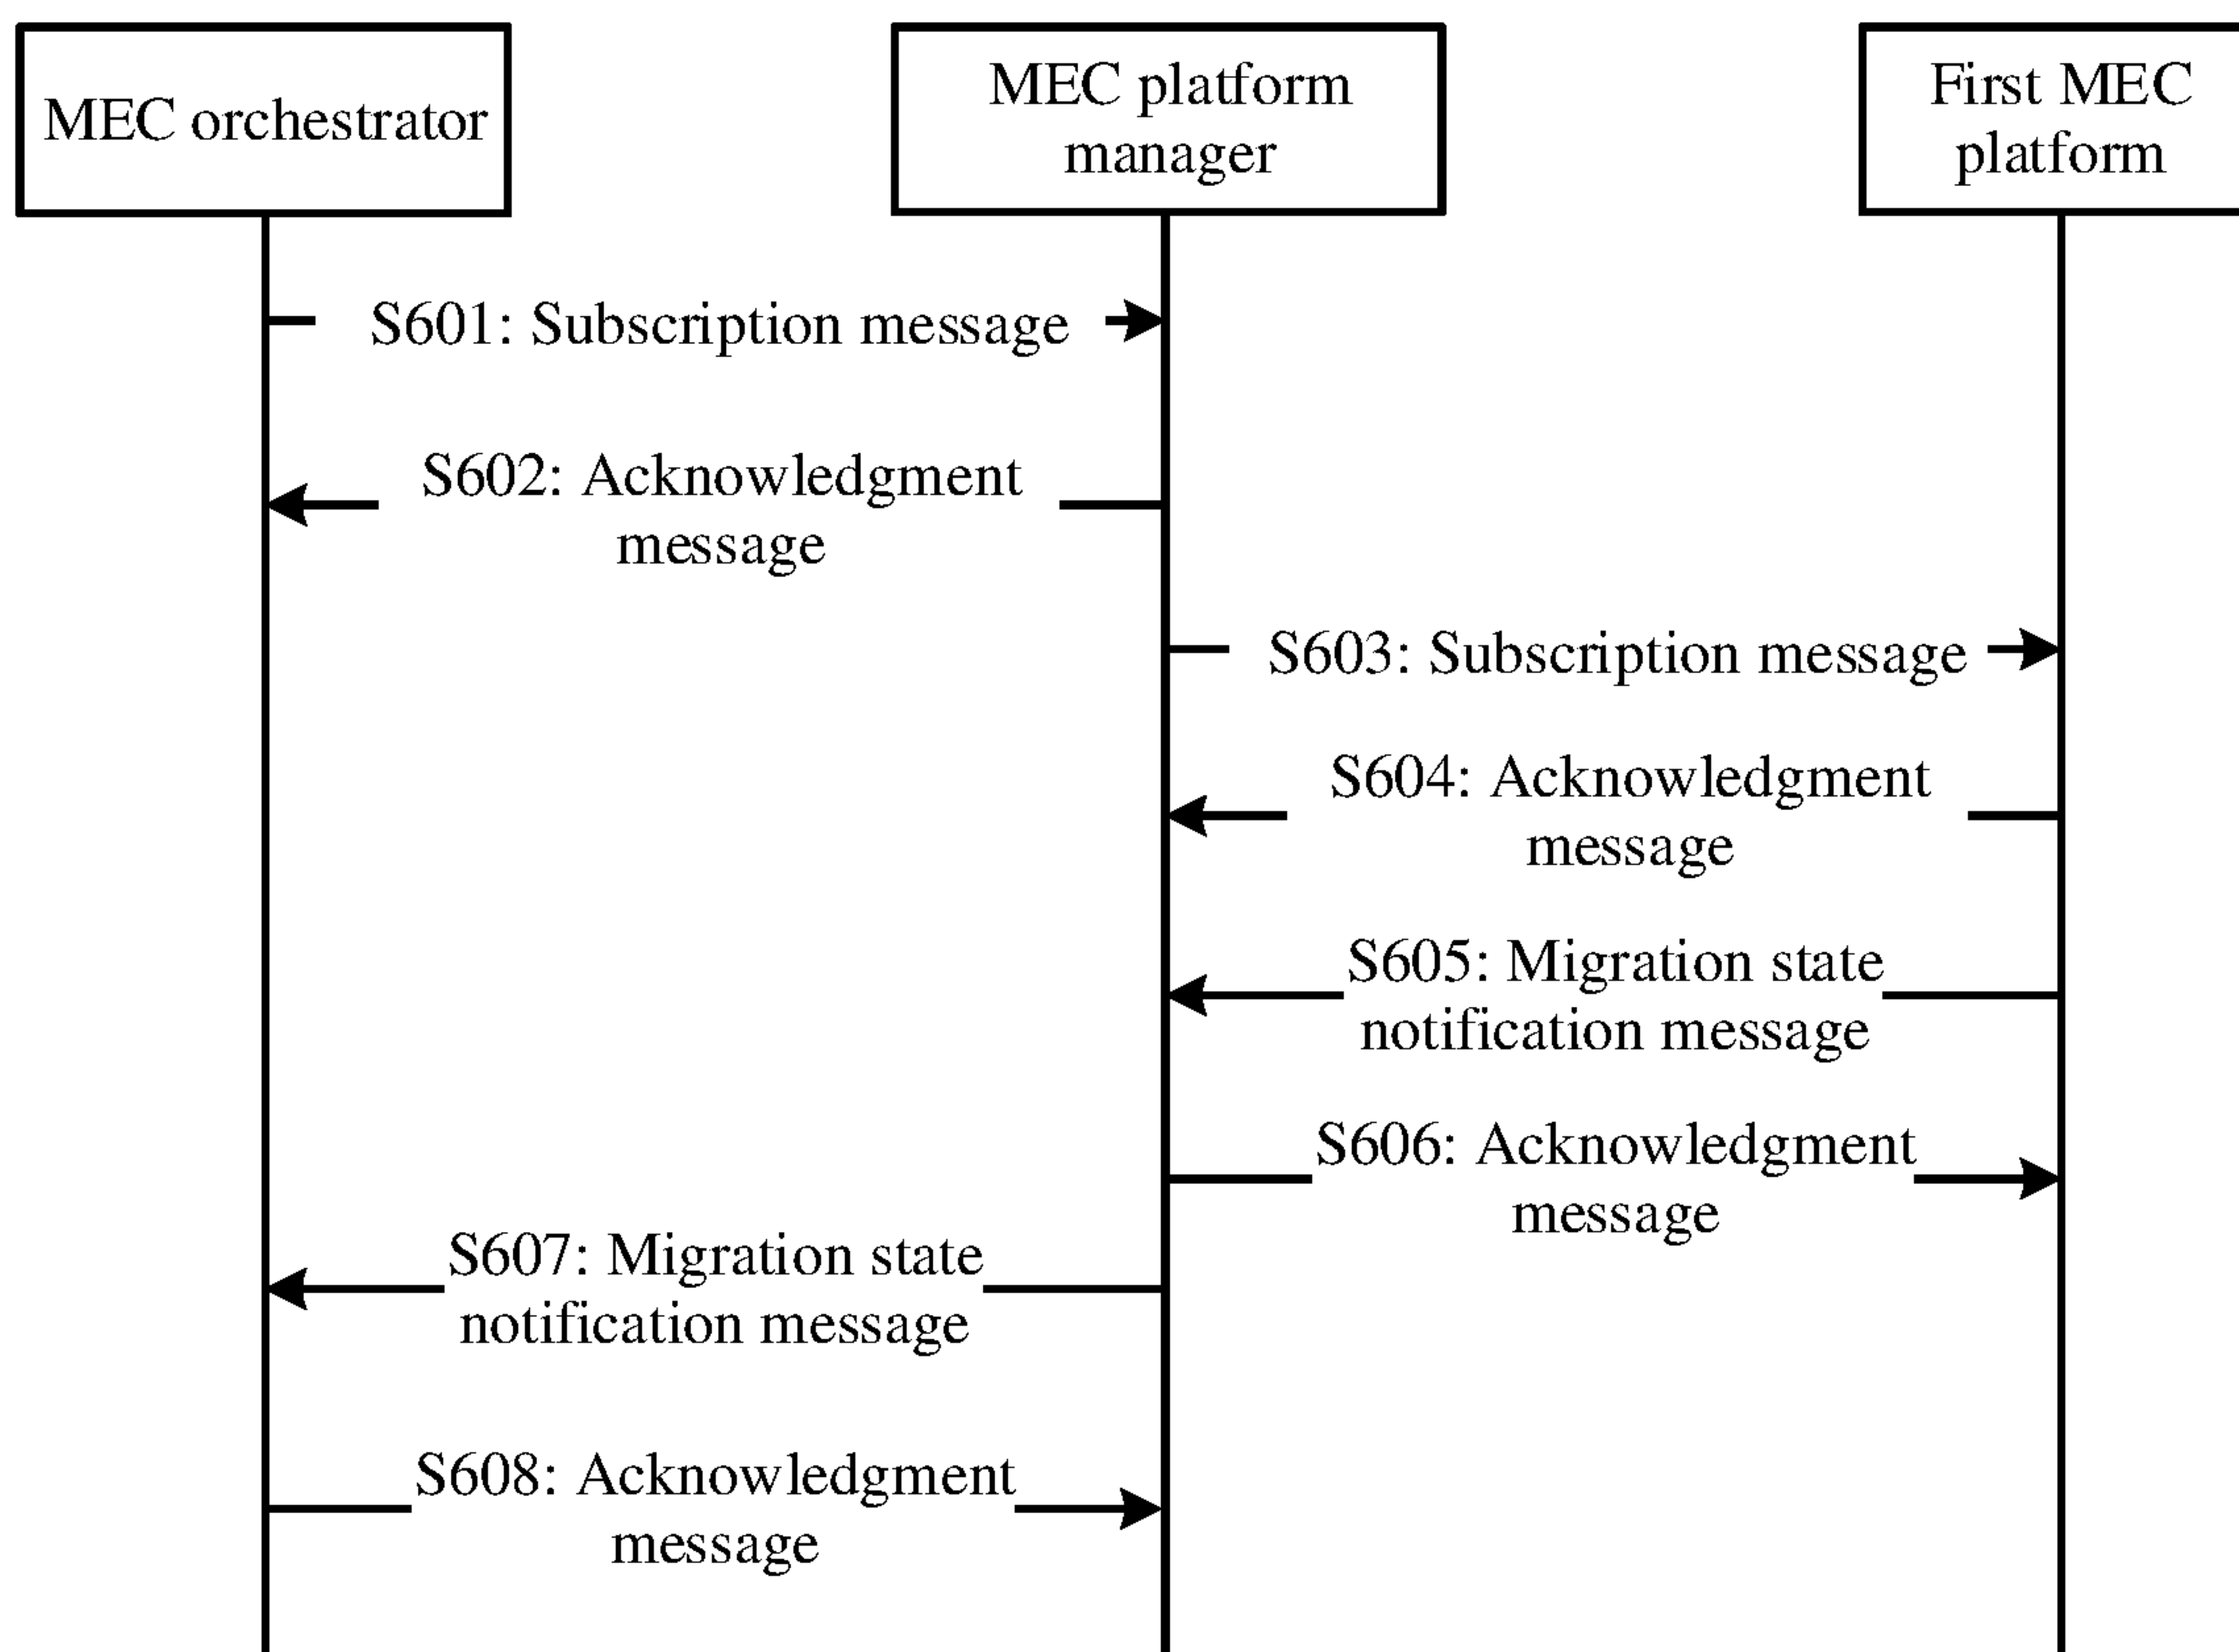 MEC orchestrator
MEC platform
manager
First MEC
platform
S601: Subscription message
S602: Acknowledgment
message
S603: Subscription message
S604: Acknowledgment
message
S605: Migration state
notification message
S606: Acknowledgment
message
S607: Migration state
notification message
S608: Acknowledgment
message